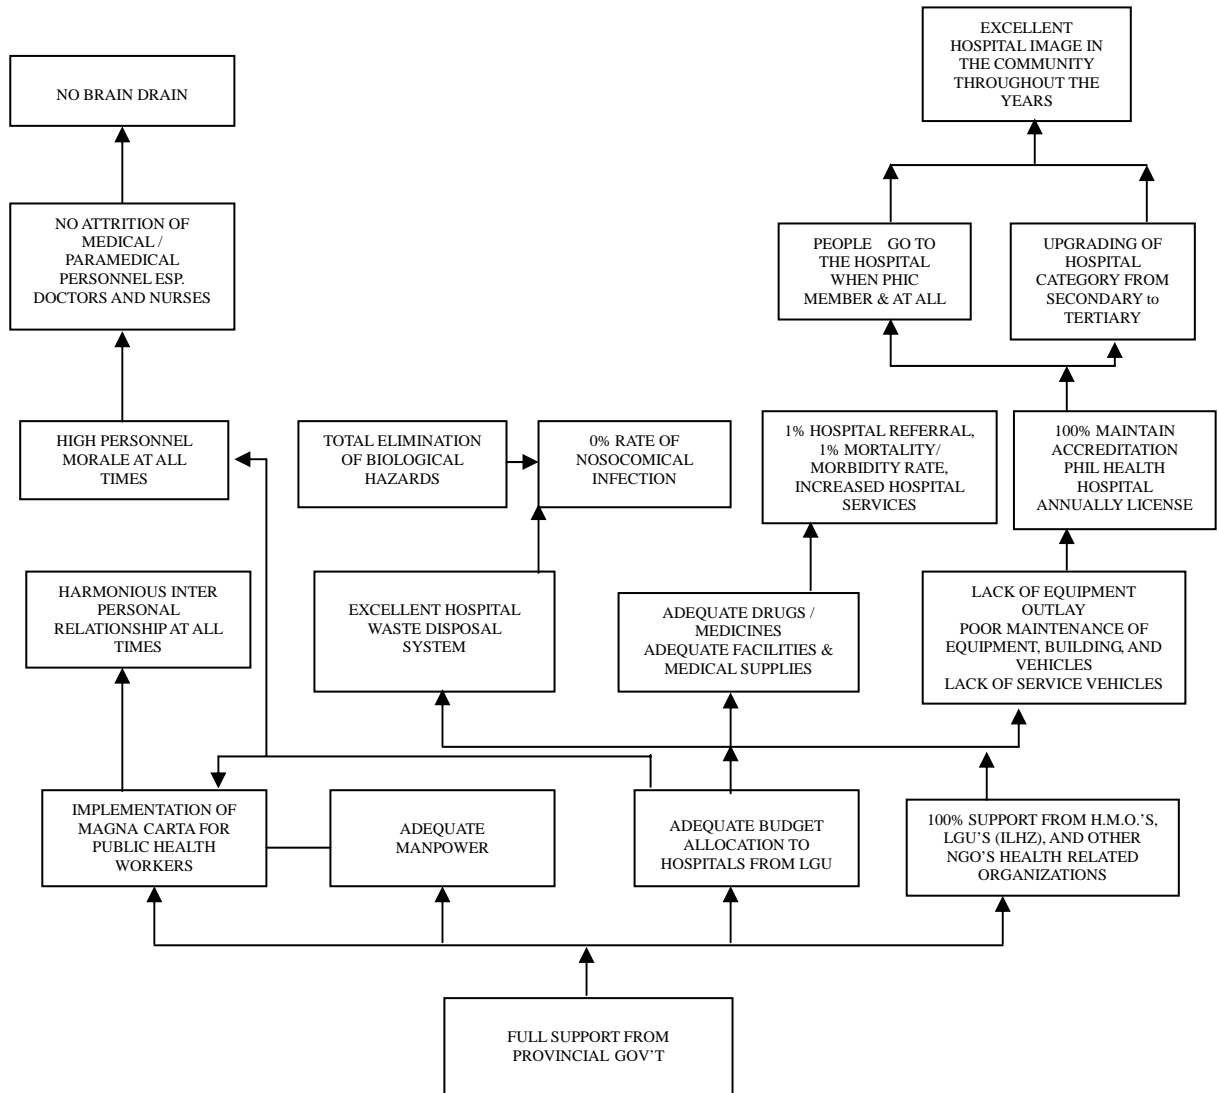 EXCELLENT
HOSPITAL IMAGE IN
THE COMMUNITY
THROUGHOUT THE
YEARS
NO BRAIN DRAIN
NO ATTRITION OF
MEDICAL /
PARAMEDICAL
PERSONNEL ESP.
DOCTORS AND NURSES
PEOPLE GO TO
THE HOSPITAL
WHEN PHIC
MEMBER & AT ALL
UPGRADING OF
HOSPITAL
CATEGORY FROM
SECONDARY to
TERTIARY
HIGH PERSONNEL
MORALE AT ALL
TIMES
TOTAL ELIMINATION
OF BIOLOGICAL
HAZARDS
0% RATE OF
NOSOCOMICAL
INFECTION
1% HOSPITAL REFERRAL,
1% MORTALITY/
MORBIDITY RATE,
INCREASED HOSPITAL
SERVICES
100% MAINTAIN
ACCREDITATION
PHIL HEALTH
HOSPITAL
ANNUALLY LICENSE
HARMONIOUS INTER
PERSONAL
RELATIONSHIP AT ALL
TIMES
EXCELLENT HOSPITAL
WASTE DISPOSAL
SYSTEM
ADEQUATE DRUGS /
MEDICINES
ADEQUATE FACILITIES &
MEDICAL SUPPLIES
LACK OF EQUIPMENT
OUTLAY
POOR MAINTENANCE OF
EQUIPMENT, BUILDING, AND
VEHICLES
LACK OF SERVICE VEHICLES
IMPLEMENTATION OF
MAGNA CARTA FOR
PUBLIC HEALTH
WORKERS
ADEQUATE
MANPOWER
ADEQUATE BUDGET
ALLOCATION TO
HOSPITALS FROM LGU
100% SUPPORT FROM H.M.O.'S,
LGU'S (ILHZ), AND OTHER
NGO'S HEALTH RELATED
ORGANIZATIONS
FULL SUPPORT FROM
PROVINCIAL GOV'T